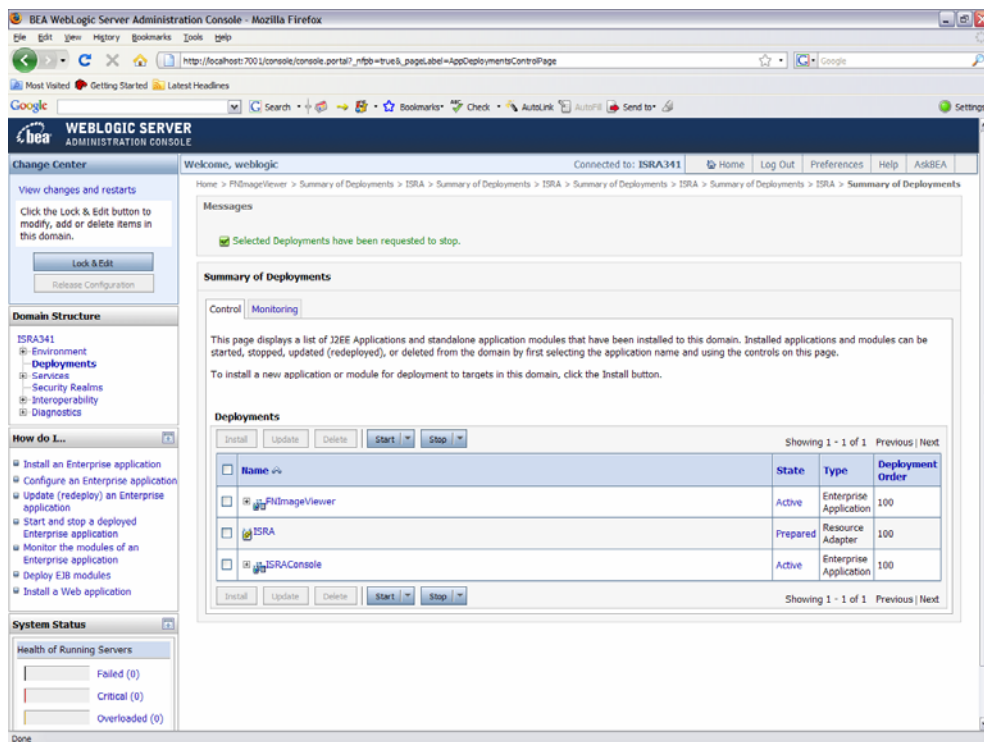 BEA WebLogic Server Administration Console - Mozilla Firefox
File Edit View History Bookmarks Tools Help
http://localhost:7001/console/console.portal?_nfpb=true&_pageLabel=AppDeploymentsControlPage
Google
Most Visited Getting Started Latest Headlines
Google Search Bookmarks Check AutoLink AutoFill Send to Settings
bea WEBLOGIC SERVER
ADMINISTRATION CONSOLE
Change Center
View changes and restarts
Click the Lock & Edit button to
modify, add or delete items in
this domain.
Lock & Edit
Release Configuration
Domain Structure
ISRA341
Environment
Deployments
Services
Security Realms
Interoperability
Diagnostics
How do I...
Install an Enterprise application
Configure an Enterprise application
Update (redeploy) an Enterprise
application
Start and stop a deployed
Enterprise application
Monitor the modules of an
Enterprise application
Deploy EJB modules
Install a Web application
System Status
Health of Running Servers
Failed (0)
Critical (0)
Overloaded (0)
Welcome, weblogic Connected to: ISRA341 Home Log Out Preferences Help AskBEA
Home > FNImageViewer > Summary of Deployments > ISRA > Summary of Deployments > ISRA > Summary of Deployments > ISRA > Summary of Deployments > ISRA > Summary of Deployments
Messages
Selected Deployments have been requested to stop.
Summary of Deployments
Control Monitoring
This page displays a list of J2EE Applications and standalone application modules that have been installed to this domain. Installed applications and modules can be
started, stopped, updated (redeployed), or deleted from the domain by first selecting the application name and using the controls on this page.
To install a new application or module for deployment to targets in this domain, click the Install button.
Deployments
Install Update Delete Start Stop Showing 1 - 1 of 1 Previous | Next
Name State Type Deployment
Order
FNImageViewer Active Enterprise
Application 100
ISRA Prepared Resource
Adapter 100
ISRAConsole Active Enterprise
Application 100
Install Update Delete Start Stop Showing 1 - 1 of 1 Previous | Next
Done